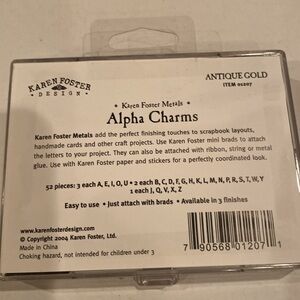 KAREN FOSTER
DESIGN
ANTIQUE GOLD
ITEM 01207
Karen Foster Metals
Alpha Charms
Karen Foster Metals add the perfect finishing touches to scrapbook layouts,
handmade cards and other craft projects. Use Karen Foster mini brads to attach
the letters to your project. They can also be attached with ribbon, string or metal
glue. Use with Karen Foster paper and stickers for a perfectly coordinated look.
52 pieces: 3 each A, E, I, O, U • 2 each B, C, D, F, G, H, K, L, M, N, P, R, S, T, W, Y
1 each J, Q, V, X, Z
Easy to use • Just attach with brads • Available in 3 finishes
www.karenfosterdesign.com
© Copyright 2004 Karen Foster, Ltd.
Made in China
Choking hazard, not intended for children under 3
7 90568 01207 1